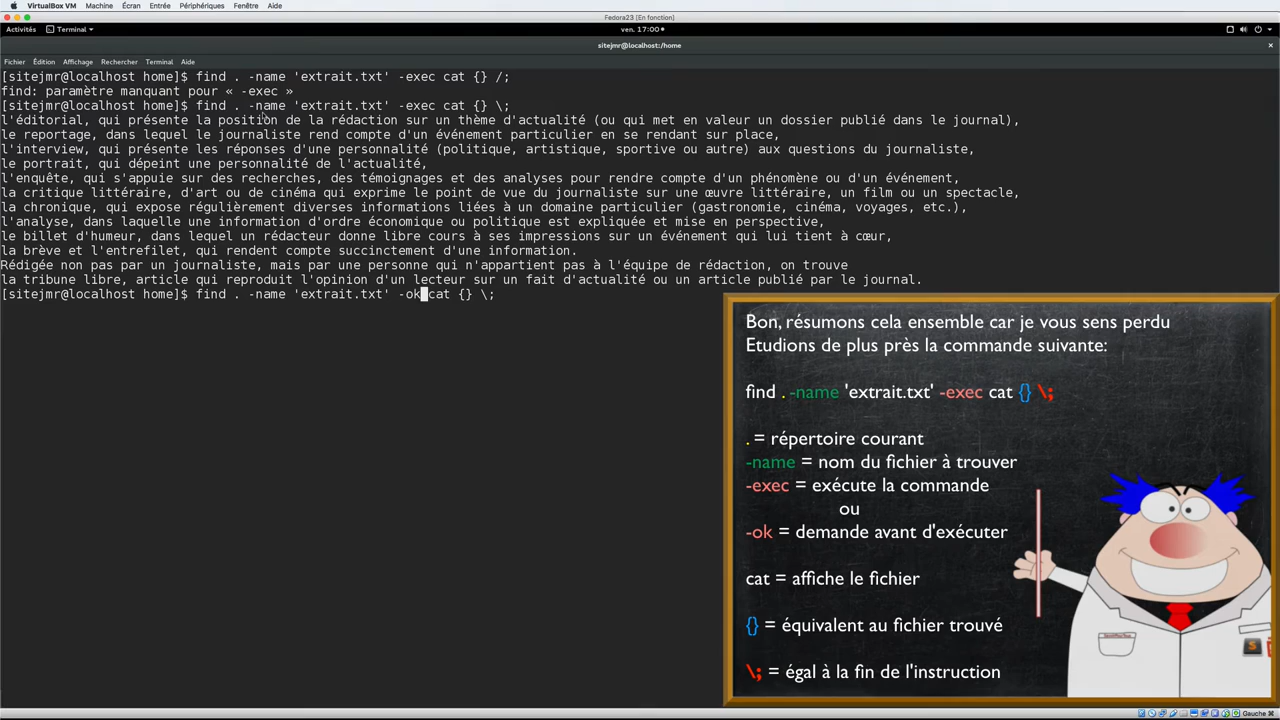 VirtualBox VM Machine Écran Entrée Périphériques Fenêtre Aide
Fedora23 [En fonction]
Activités Terminal ven. 17:00
sitejmr@localhost:/home
Fichier Édition Affichage Rechercher Terminal Aide
[sitejmr@localhost home]$ find . -name 'extrait.txt' -exec cat {} /;
find: paramètre manquant pour « -exec »
[sitejmr@localhost home]$ find . -name 'extrait.txt' -exec cat {} \;
l'éditorial, qui présente la position de la rédaction sur un thème d'actualité (ou qui met en valeur un dossier publié dans le journal),
le reportage, dans lequel le journaliste rend compte d'un événement particulier en se rendant sur place,
l'interview, qui présente les réponses d'une personnalité (politique, artistique, sportive ou autre) aux questions du journaliste,
le portrait, qui dépeint une personnalité de l'actualité,
l'enquête, qui s'appuie sur des recherches, des témoignages et des analyses pour rendre compte d'un phénomène ou d'un événement,
la critique littéraire, d'art ou de cinéma qui exprime le point de vue du journaliste sur une œuvre littéraire, un film ou un spectacle,
la chronique, qui expose régulièrement diverses informations liées à un domaine particulier (gastronomie, cinéma, voyages, etc.),
l'analyse, dans laquelle une information d'ordre économique ou politique est expliquée et mise en perspective,
le billet d'humeur, dans lequel un rédacteur donne libre cours à ses impressions sur un événement qui lui tient à cœur,
la brève et l'entrefilet, qui rendent compte succinctement d'une information.
Rédigée non pas par un journaliste, mais par une personne qui n'appartient pas à l'équipe de rédaction, on trouve
la tribune libre, article qui reproduit l'opinion d'un lecteur sur un fait d'actualité ou un article publié par le journal.
[sitejmr@localhost home]$ find . -name 'extrait.txt' -ok cat {} \;
Bon, résumons cela ensemble car je vous sens perdu
Etudions de plus près la commande suivante:
find . -name 'extrait.txt' -exec cat {} \;
. = répertoire courant
-name = nom du fichier à trouver
-exec = exécute la commande
ou
-ok = demande avant d'exécuter
cat = affiche le fichier
{} = équivalent au fichier trouvé
\; = égal à la fin de l'instruction
Gauche ⌘